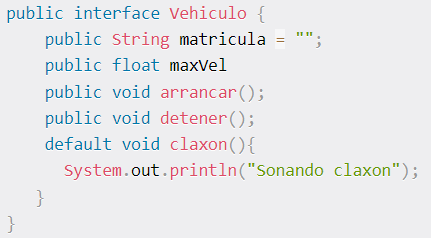 public interface Vehiculo {
public String matricula = "";
public float maxVel
public void arrancar();
public void detener();
default void claxon(){
System.out.println("Sonando claxon");
}
}